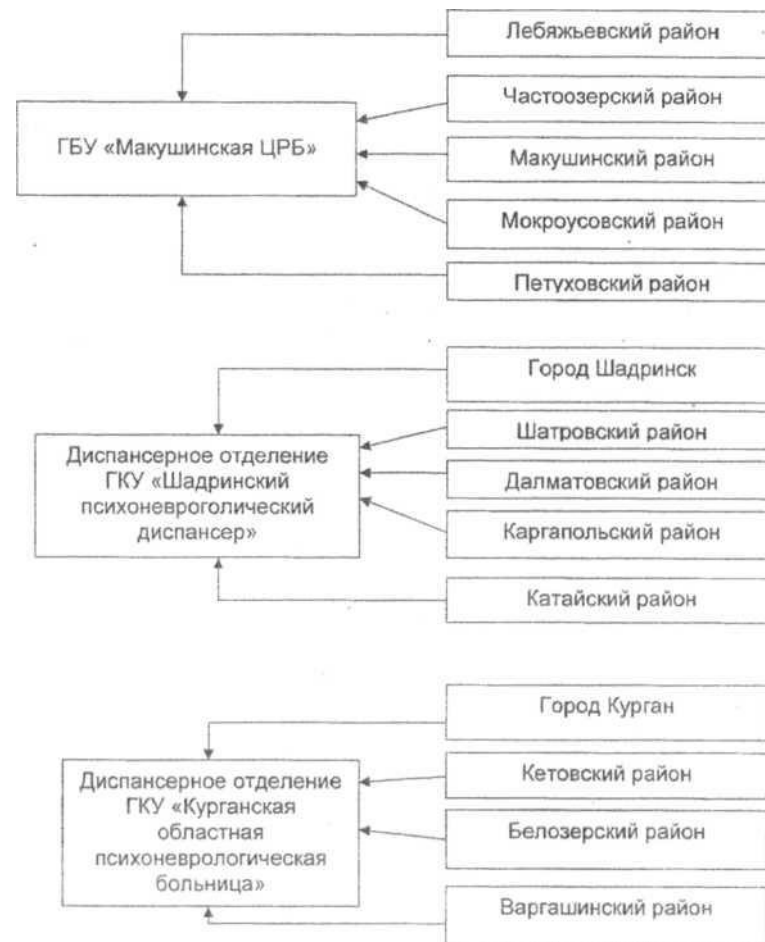 Лебяжьевский район
Частоозерский район
ГБУ «Макушинская ЦРБ»
Макушинский район
Мокроусовский район
Петуховский район
Город Шадринск
Шатровский район
Диспансерное отделение
ГКУ «Шадринский
психоневроголический
диспансер»
Далматовский район
Каргапольский район
Катайский район
Город Курган
Кетовский район
Диспансерное отделение
ГКУ «Курганская
областная
психоневрологическая
больница»
Белозерский район
Варгашинский район